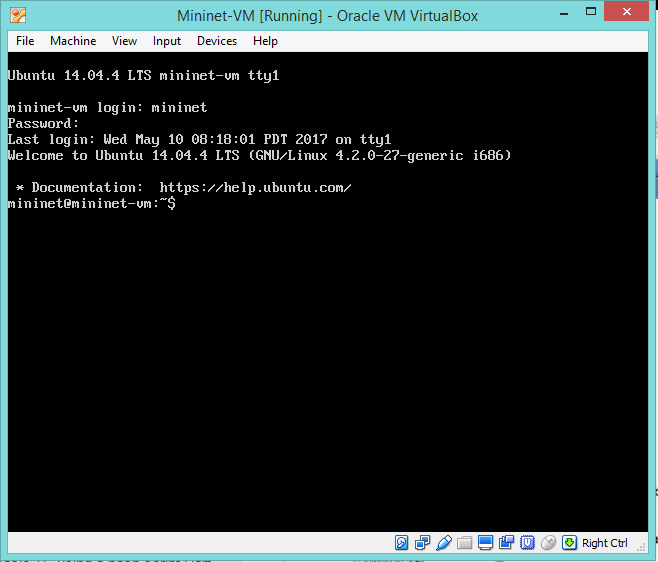 Mininet-VM [Running] - Oracle VM VirtualBox
File Machine View Input Devices Help
Ubuntu 14.04.4 LTS mininet-vm tty1
mininet-vm login: mininet
Password:
Last login: Wed May 10 08:18:01 PDT 2017 on tty1
Welcome to Ubuntu 14.04.4 LTS (GNU/Linux 4.2.0-27-generic i686)
* Documentation: https://help.ubuntu.com/
mininet@mininet-vm:~$
Right Ctrl